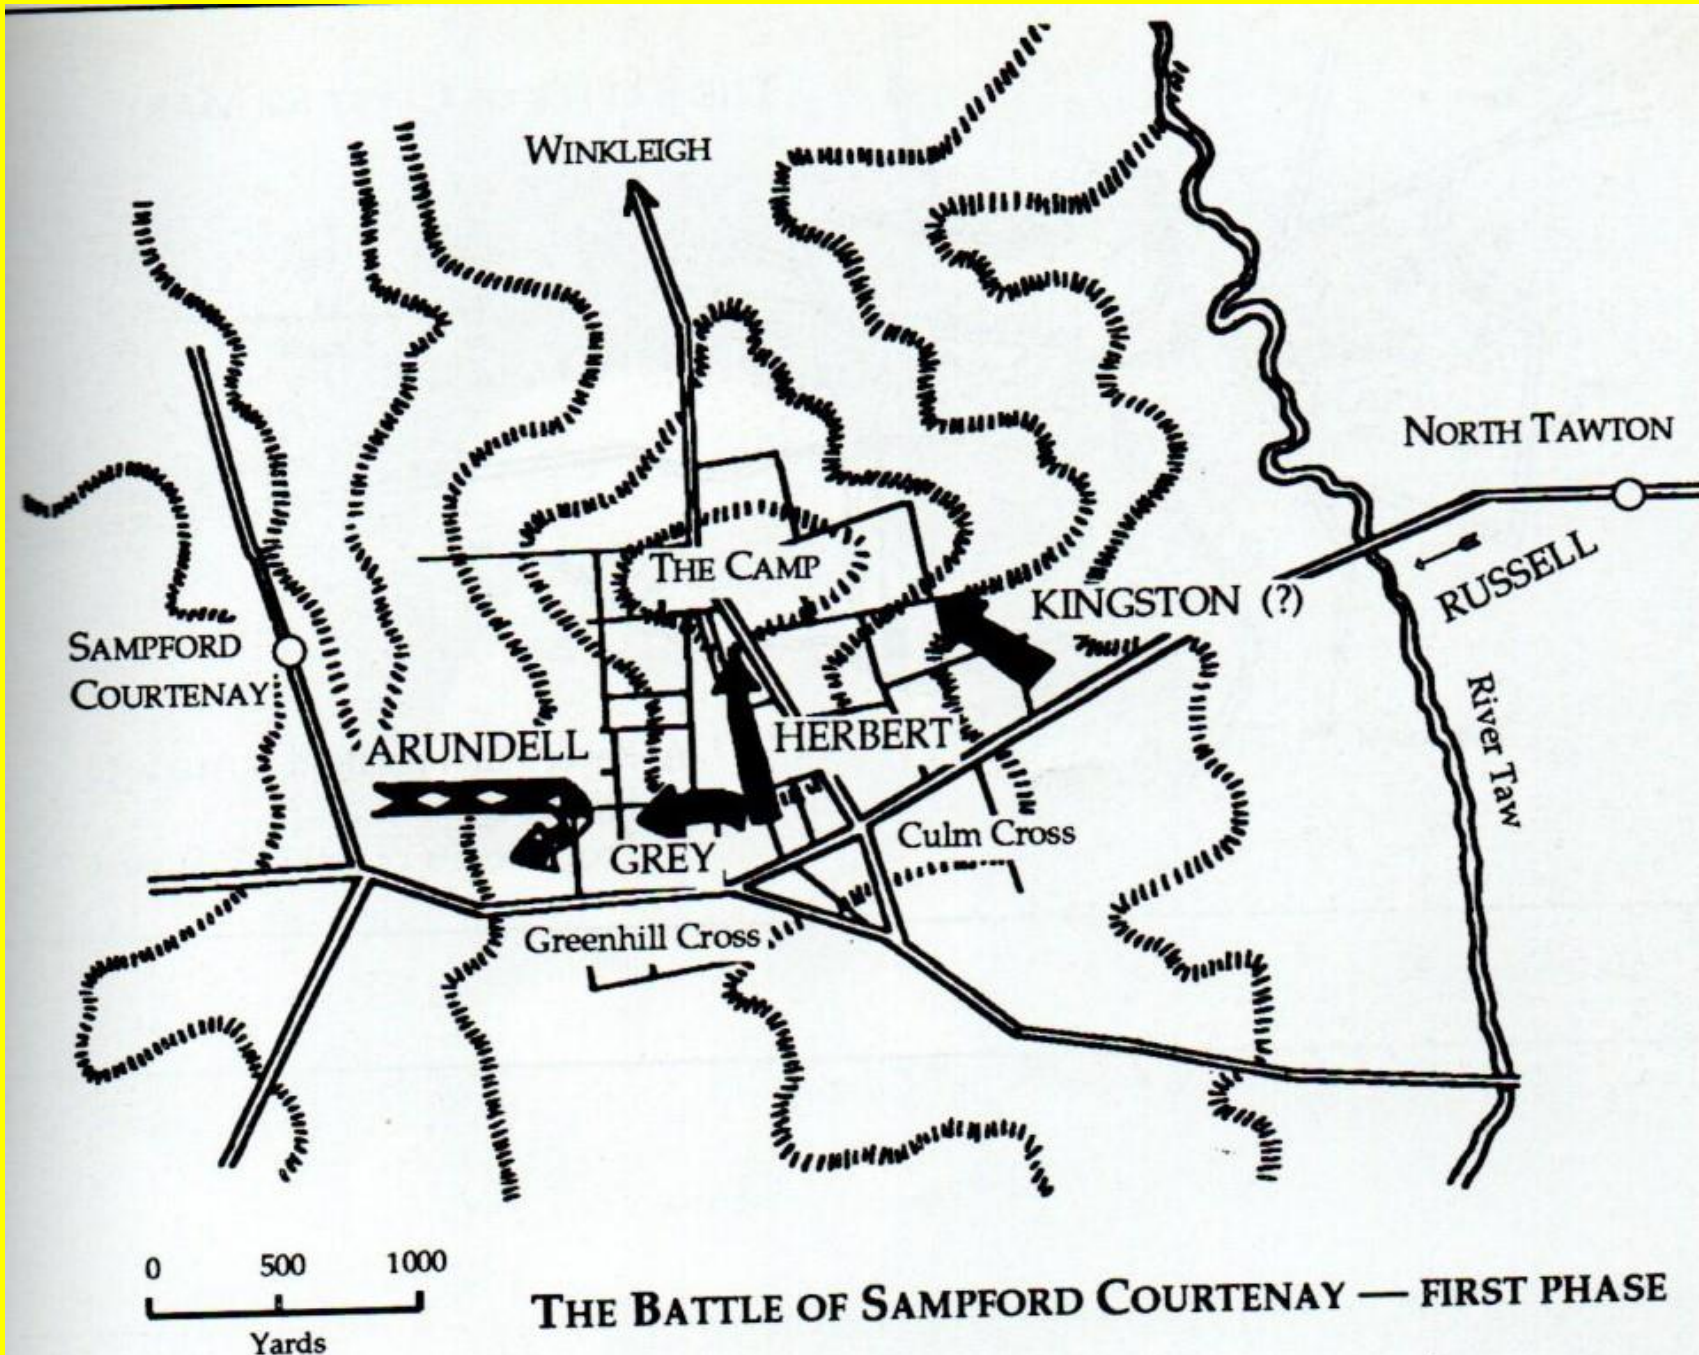 WINKLEIGH
NORTH TAWTON
THE CAMP
KINGSTON (?)
RUSSELL
SAMPFORD
COURTENAY
River Taw
ARUNDELL
HERBERT
GREY
Culm Cross
Greenhill Cross
0 500 1000
Yards
THE BATTLE OF SAMPFORD COURTENAY — FIRST PHASE